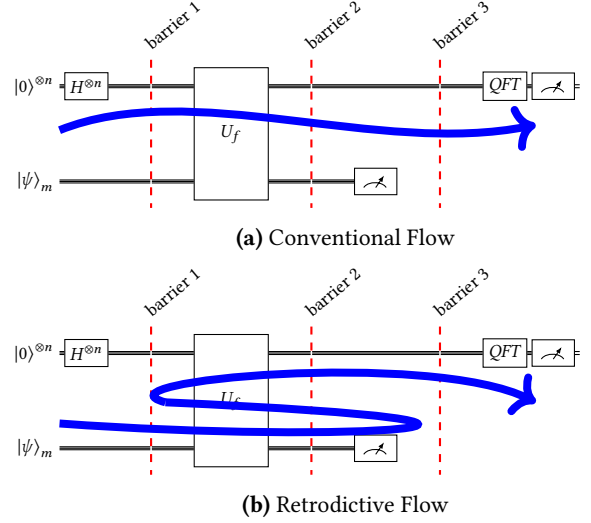 barrier 1 barrier 2 barrier 3
|0⟩⊗n H⊗n QFT
U_f
|ψ⟩_m
(a) Conventional Flow
barrier 1 barrier 2 barrier 3
|0⟩⊗n H⊗n QFT
U_f
|ψ⟩_m
(b) Retrodictive Flow